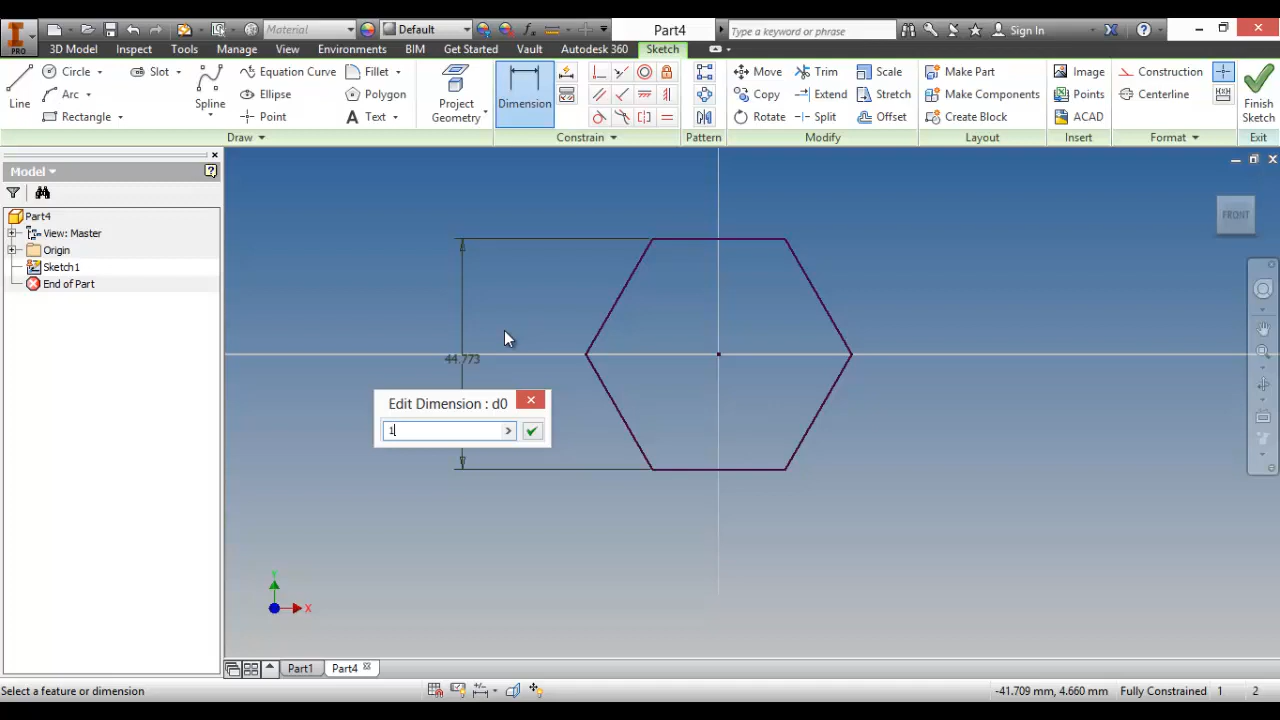 Material
Default
Part4
Type a keyword or phrase
Sign In
PRO
3D Model
Inspect
Tools
Manage
View
Environments
BIM
Get Started
Vault
Autodesk 360
Sketch
Line
Circle
Arc
Rectangle
Slot
Spline
Equation Curve
Ellipse
Point
Fillet
Polygon
Text
Project Geometry
Dimension
Move
Copy
Rotate
Trim
Extend
Split
Scale
Stretch
Offset
Make Part
Make Components
Create Block
Image
Points
ACAD
Construction
Centerline
Finish Sketch
Draw
Constrain
Pattern
Modify
Layout
Insert
Format
Exit
Model
Part4
View: Master
Origin
Sketch1
End of Part
FRONT
44.773
Edit Dimension : d0
1
Y
X
Part1
Part4
Select a feature or dimension
-41.709 mm, 4.660 mm
Fully Constrained
1
2